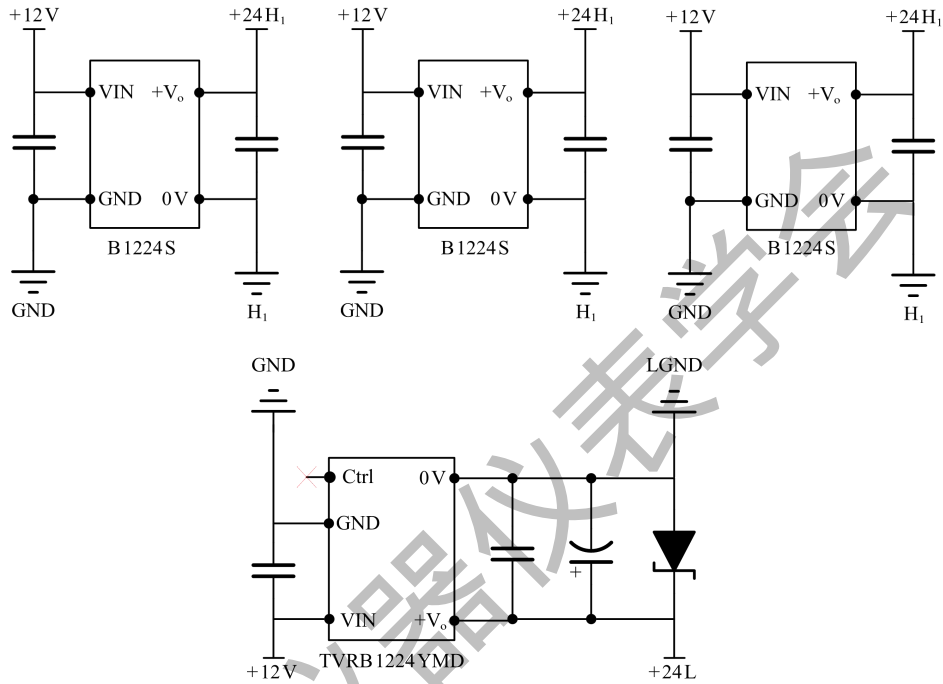 +12V +24H₁ +12V +24H₁ +12V +24H₁
VIN +Vₒ VIN +Vₒ VIN +Vₒ
GND 0V GND 0V GND 0V
B1224S B1224S B1224S
GND H₁ GND H₁ GND H₁
GND LGND
Ctrl 0V
GND
+
VIN +Vₒ
+12V TVRB1224YMD +24L
仪器仪表学会